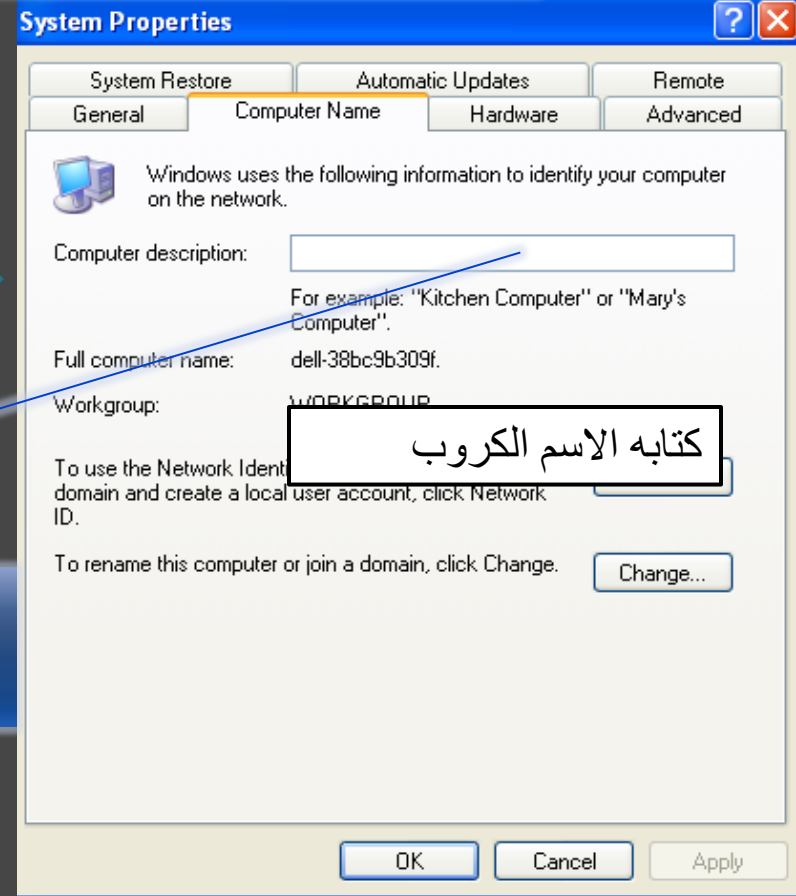 System Properties
System Restore Automatic Updates Remote
General Computer Name Hardware Advanced
Windows uses the following information to identify your computer
on the network.
Computer description:
For example: "Kitchen Computer" or "Mary's
Computer".
Full computer name: dell-38bc9b309f.
Workgroup: WORKGROUP
كتابه الاسم الكروب
To use the Network
domain and create a local user account, click Network
ID.
To rename this computer or join a domain, click Change.
Change...
OK Cancel Apply